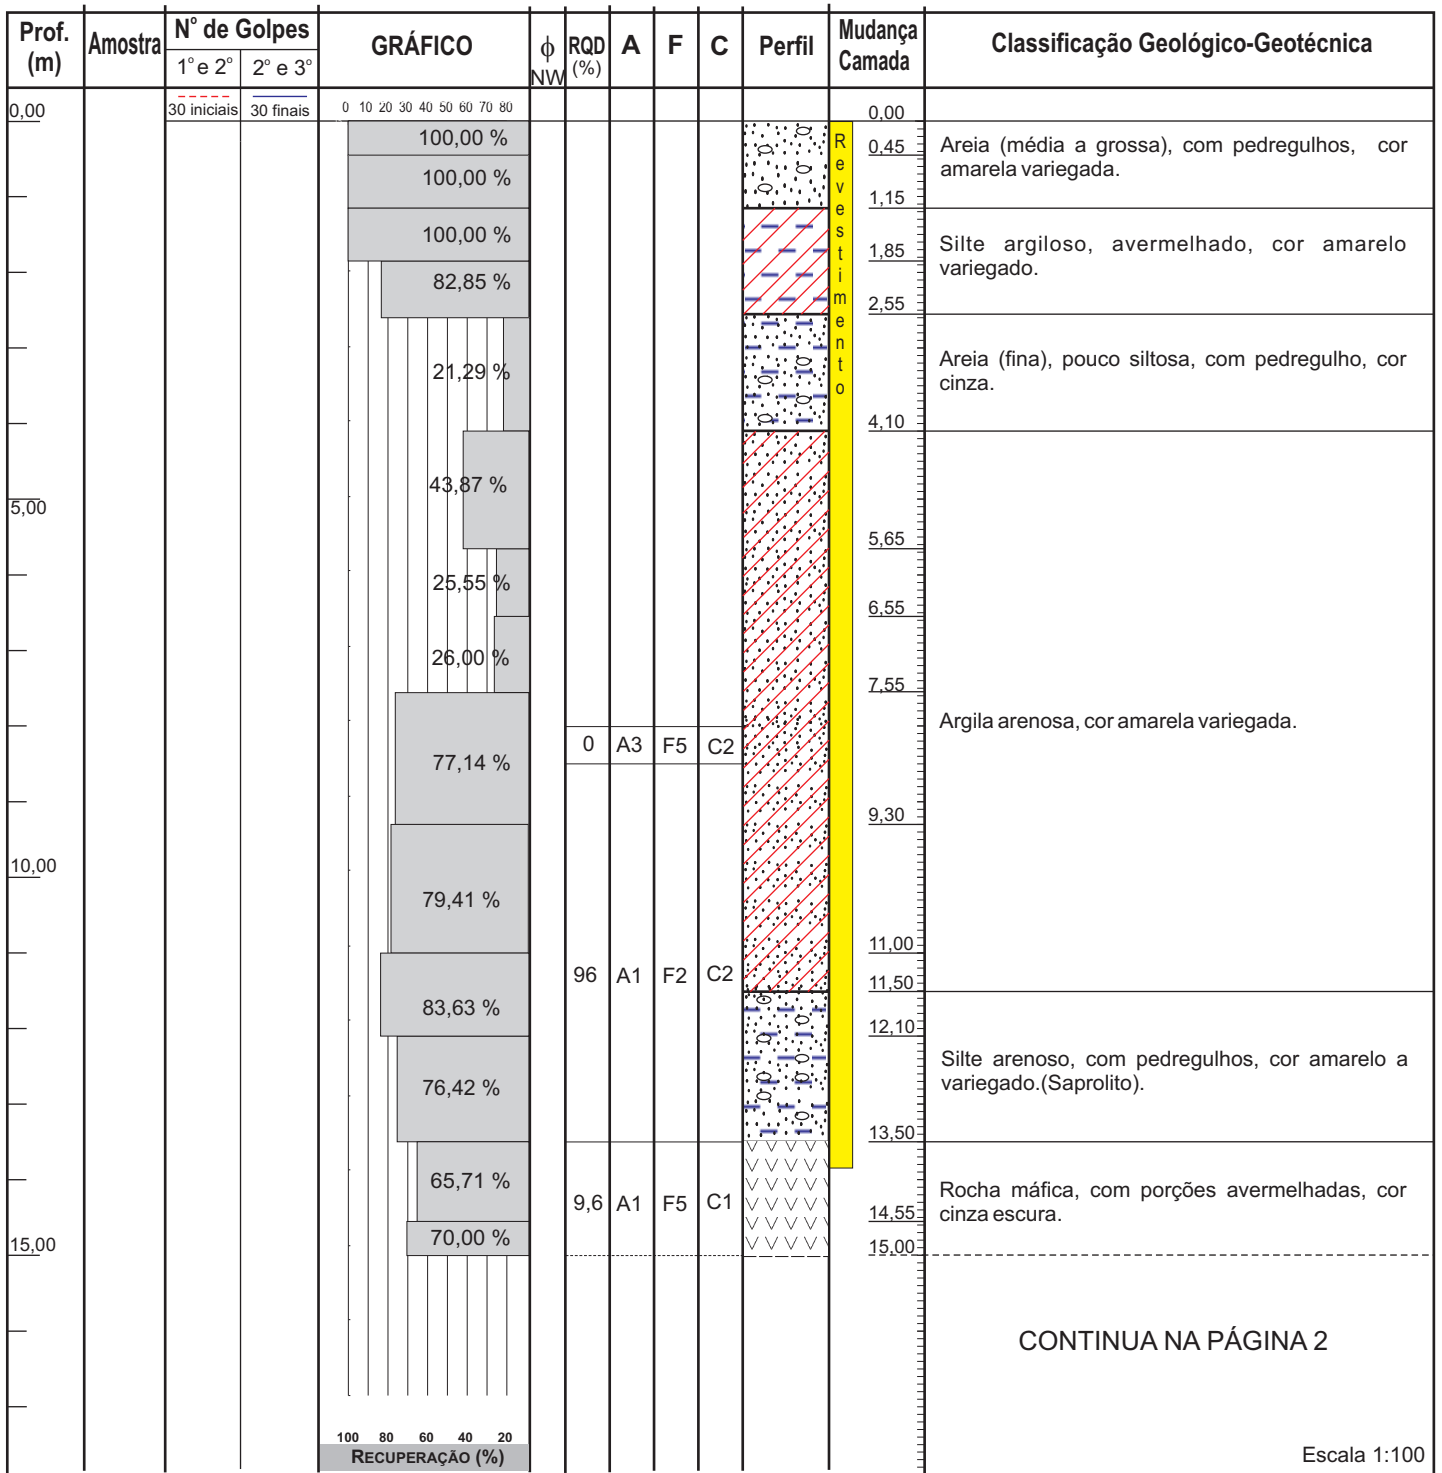 Prof. (m)
Amostra
N° de Golpes
1° e 2°
2° e 3°
30 iniciais
30 finais
GRÁFICO
0 10 20 30 40 50 60 70 80
ϕ NW
RQD (%)
A
F
C
Perfil
Mudança Camada
Classificação Geológico-Geotécnica
0,00
5,00
10,00
15,00
100,00 %
100,00 %
100,00 %
82,85 %
21,29 %
43,87 %
25,55 %
26,00 %
77,14 %
79,41 %
83,63 %
76,42 %
65,71 %
70,00 %
100 80 60 40 20
RECUPERAÇÃO (%)
0 A3 F5 C2
96 A1 F2 C2
9,6 A1 F5 C1
Revestimento
0,00
0,45
1,15
1,85
2,55
4,10
5,65
6,55
7,55
9,30
11,00
11,50
12,10
13,50
14,55
15,00
Areia (média a grossa), com pedregulhos, cor
amarela variegada.
Silte argiloso, avermelhado, cor amarelo
variegado.
Areia (fina), pouco siltosa, com pedregulho, cor
cinza.
Argila arenosa, cor amarela variegada.
Silte arenoso, com pedregulhos, cor amarelo a
variegado.(Saprolito).
Rocha máfica, com porções avermelhadas, cor
cinza escura.
CONTINUA NA PÁGINA 2
Escala 1:100